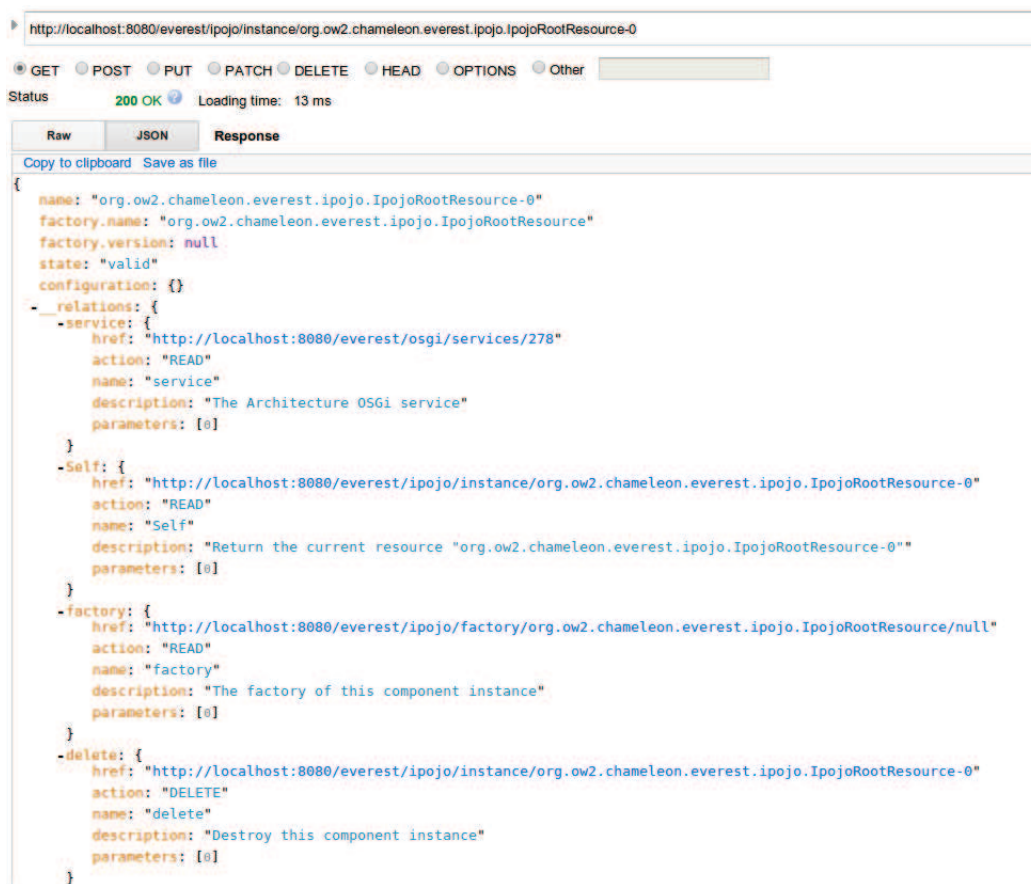 http://localhost:8080/everest/ipojo/instance/org.ow2.chameleon.everest.ipojo.IpojoRootResource-0
GET POST PUT PATCH DELETE HEAD OPTIONS Other
Status 200 OK ? Loading time: 13 ms
Raw JSON Response
Copy to clipboard Save as file
{
name: "org.ow2.chameleon.everest.ipojo.IpojoRootResource-0"
factory.name: "org.ow2.chameleon.everest.ipojo.IpojoRootResource"
factory.version: null
state: "valid"
configuration: {}
-__relations: {
-service: {
href: "http://localhost:8080/everest/osgi/services/278"
action: "READ"
name: "service"
description: "The Architecture OSGi service"
parameters: [0]
}
-Self: {
href: "http://localhost:8080/everest/ipojo/instance/org.ow2.chameleon.everest.ipojo.IpojoRootResource-0"
action: "READ"
name: "Self"
description: "Return the current resource "org.ow2.chameleon.everest.ipojo.IpojoRootResource-0""
parameters: [0]
}
-factory: {
href: "http://localhost:8080/everest/ipojo/factory/org.ow2.chameleon.everest.ipojo.IpojoRootResource/null"
action: "READ"
name: "factory"
description: "The factory of this component instance"
parameters: [0]
}
-delete: {
href: "http://localhost:8080/everest/ipojo/instance/org.ow2.chameleon.everest.ipojo.IpojoRootResource-0"
action: "DELETE"
name: "delete"
description: "Destroy this component instance"
parameters: [0]
}